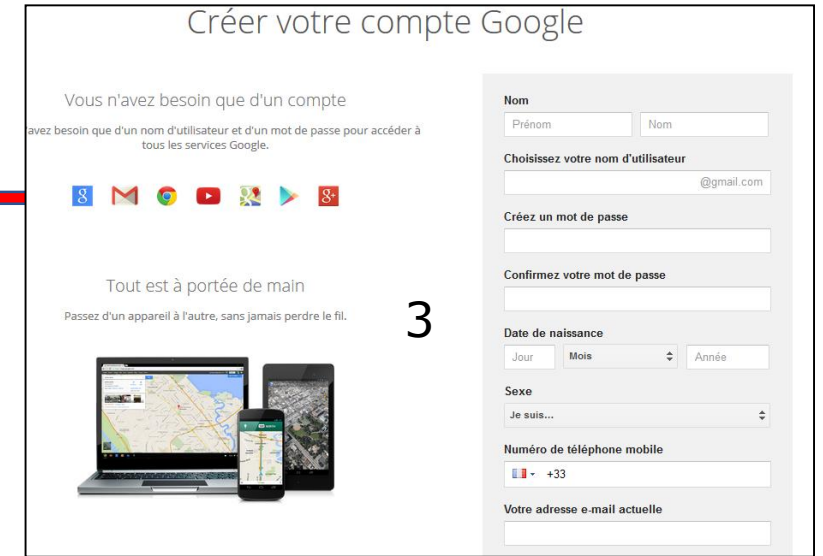 Créer votre compte Google
Vous n'avez besoin que d'un compte
'avez besoin que d'un nom d'utilisateur et d'un mot de passe pour accéder à
tous les services Google.
Tout est à portée de main
Passez d'un appareil à l'autre, sans jamais perdre le fil.
3
Nom
Prénom Nom
Choisissez votre nom d'utilisateur
@gmail.com
Créez un mot de passe
Confirmez votre mot de passe
Date de naissance
Jour Mois Année
Sexe
Je suis...
Numéro de téléphone mobile
+33
Votre adresse e-mail actuelle